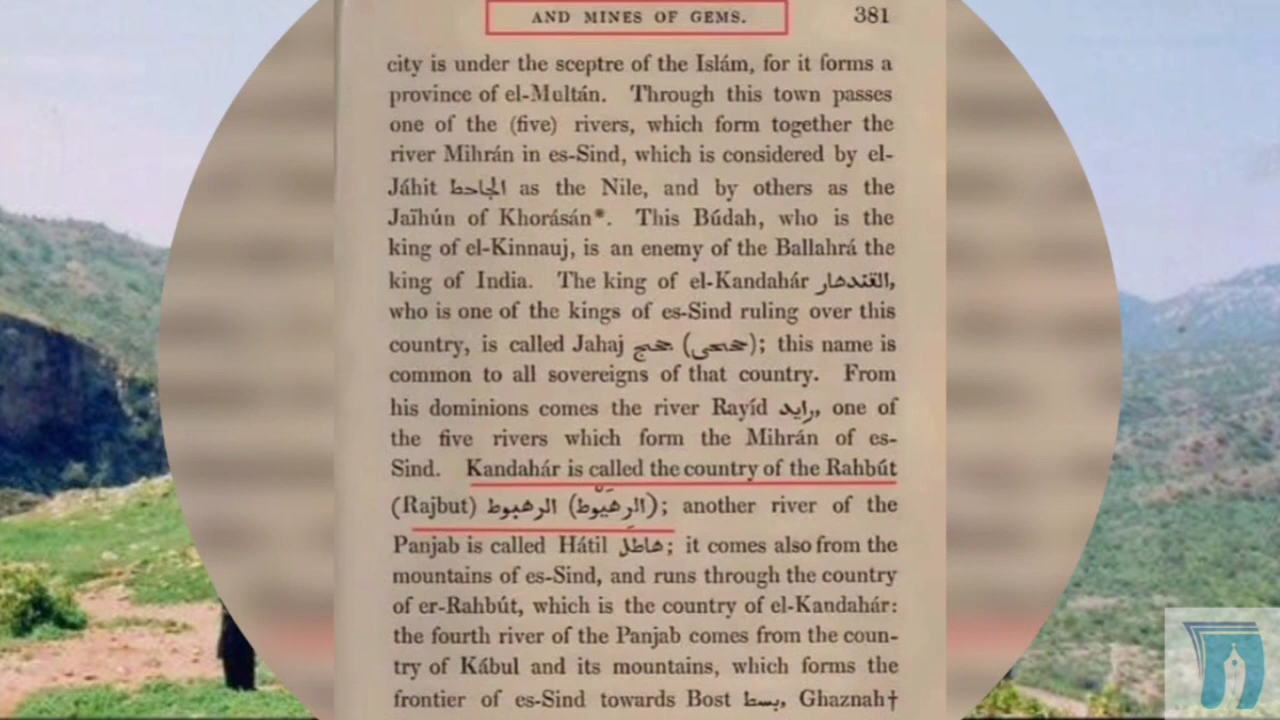 AND MINES OF GEMS. 381
city is under the sceptre of the Islám, for it forms a
province of el-Multán. Through this town passes
one of the (five) rivers, which form together the
river Mihrán in es-Sind, which is considered by el-
Jáhit الجاحط as the Nile, and by others as the
Jaïhún of Khorásán*. This Búdah, who is the
king of el-Kinnauj, is an enemy of the Ballahrá the
king of India. The king of el-Kandahár القندهار,
who is one of the kings of es-Sind ruling over this
country, is called Jahaj حهج (ححى); this name is
common to all sovereigns of that country. From
his dominions comes the river Rayíd رايد, one of
the five rivers which form the Mihrán of es-
Sind. Kandahár is called the country of the Rahbút
(Rajbut) الرهبوط (الرِهَيّوط); another river of the
Panjab is called Hátil هاطل; it comes also from the
mountains of es-Sind, and runs through the country
of er-Rahbút, which is the country of el-Kandahár:
the fourth river of the Panjab comes from the coun-
try of Kábul and its mountains, which forms the
frontier of es-Sind towards Bost بسط, Ghaznah†